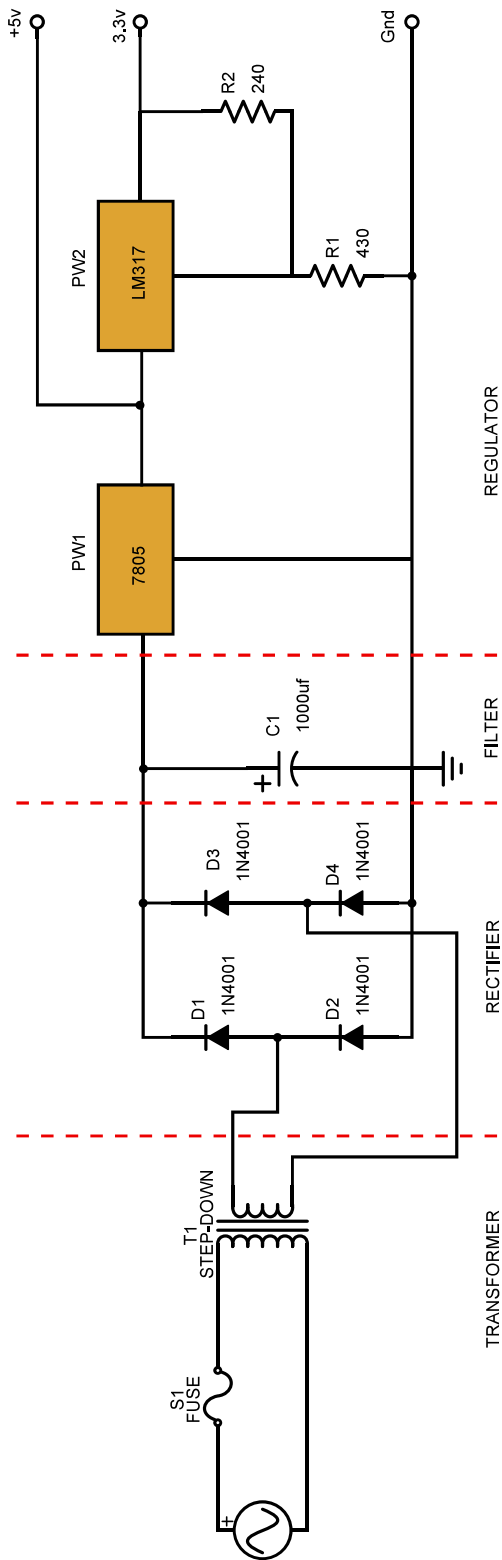 +5v
3.3v
Gnd
R2
240
PW2
LM317
R1
430
REGULATOR
PW1
7805
C1
1000uf
+
FILTER
D3
1N4001
D4
1N4001
D1
1N4001
D2
1N4001
RECTIFIER
T1
STEP-DOWN
TRANSFORMER
S1
FUSE
+